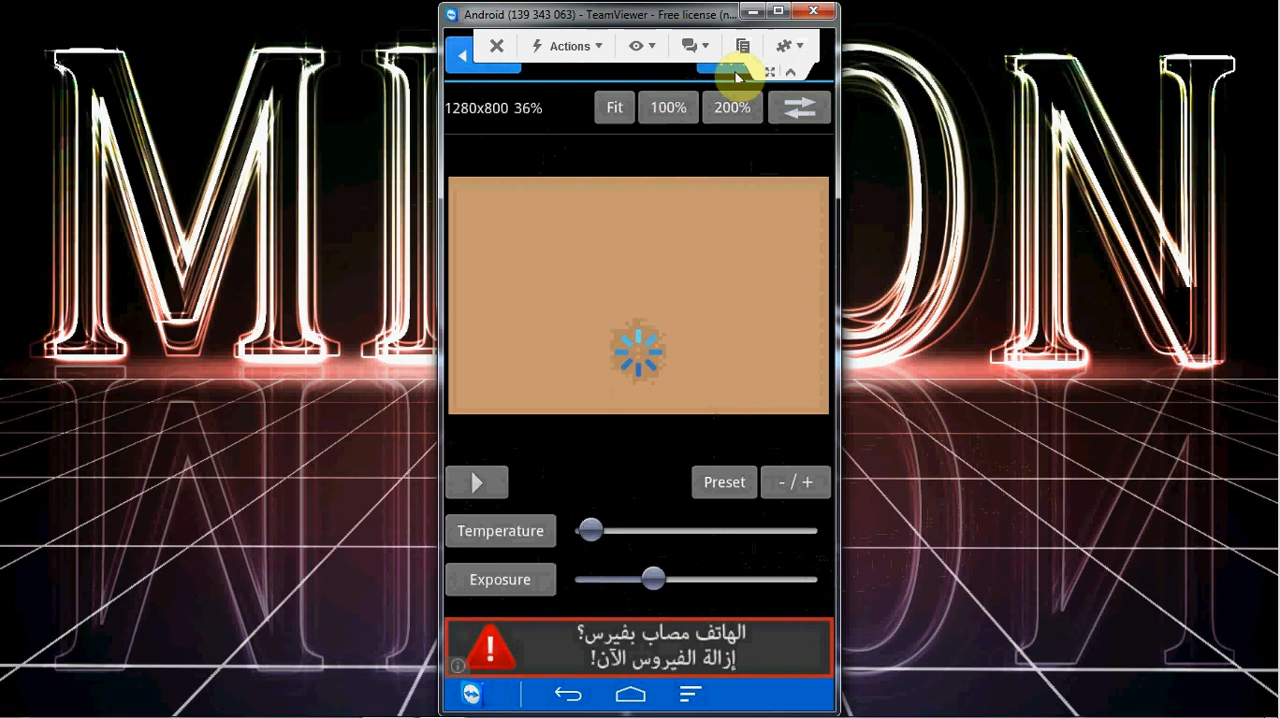 Android (139 343 063) - TeamViewer - Free license (n...
Actions
1280x800 36%
Fit
100%
200%
Preset
- / +
Temperature
Exposure
الهاتف مصاب بفيرس؟
إزالة الفيروس الآن!